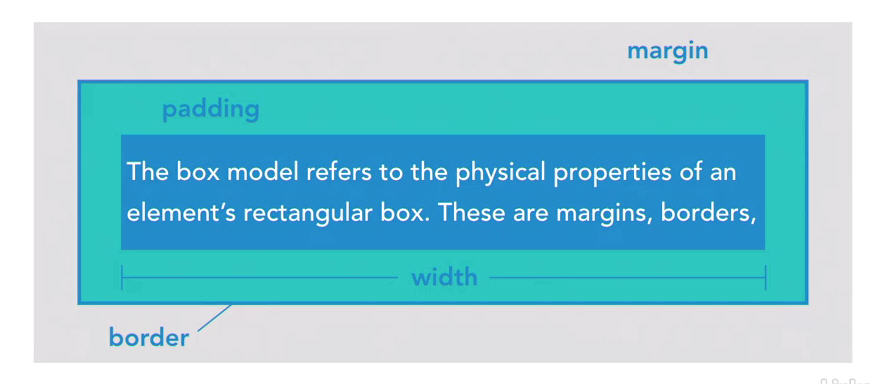 margin
padding
The box model refers to the physical properties of an
element’s rectangular box. These are margins, borders,
width
border